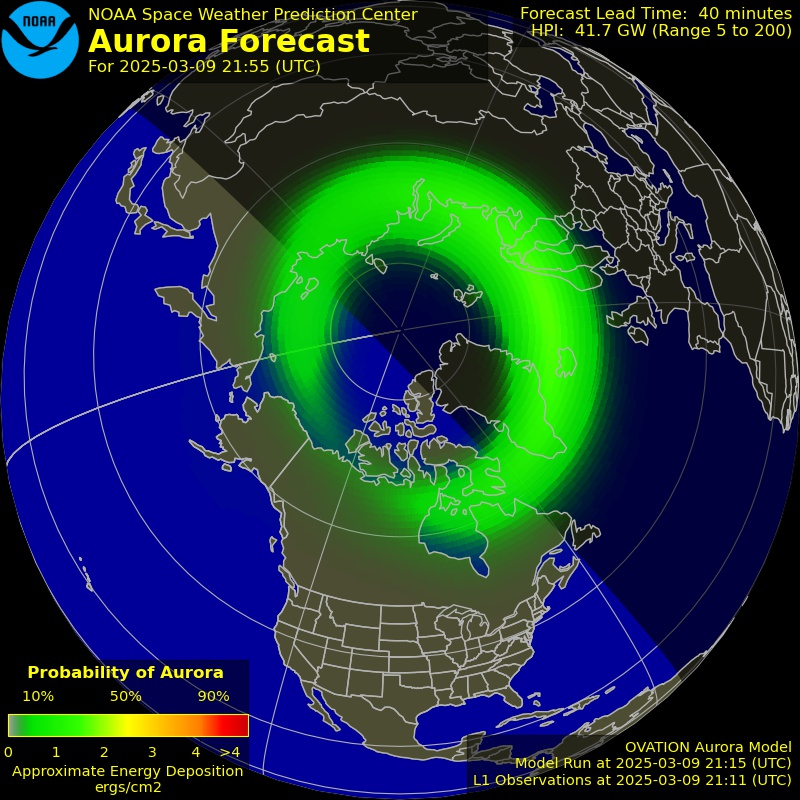 NOAA
NOAA Space Weather Prediction Center
Aurora Forecast
For 2025-03-09 21:55 (UTC)
Forecast Lead Time: 40 minutes
HPI: 41.7 GW (Range 5 to 200)
Probability of Aurora
10% 50% 90%
0 1 2 3 4 >4
Approximate Energy Deposition
ergs/cm2
OVATION Aurora Model
Model Run at 2025-03-09 21:15 (UTC)
L1 Observations at 2025-03-09 21:11 (UTC)